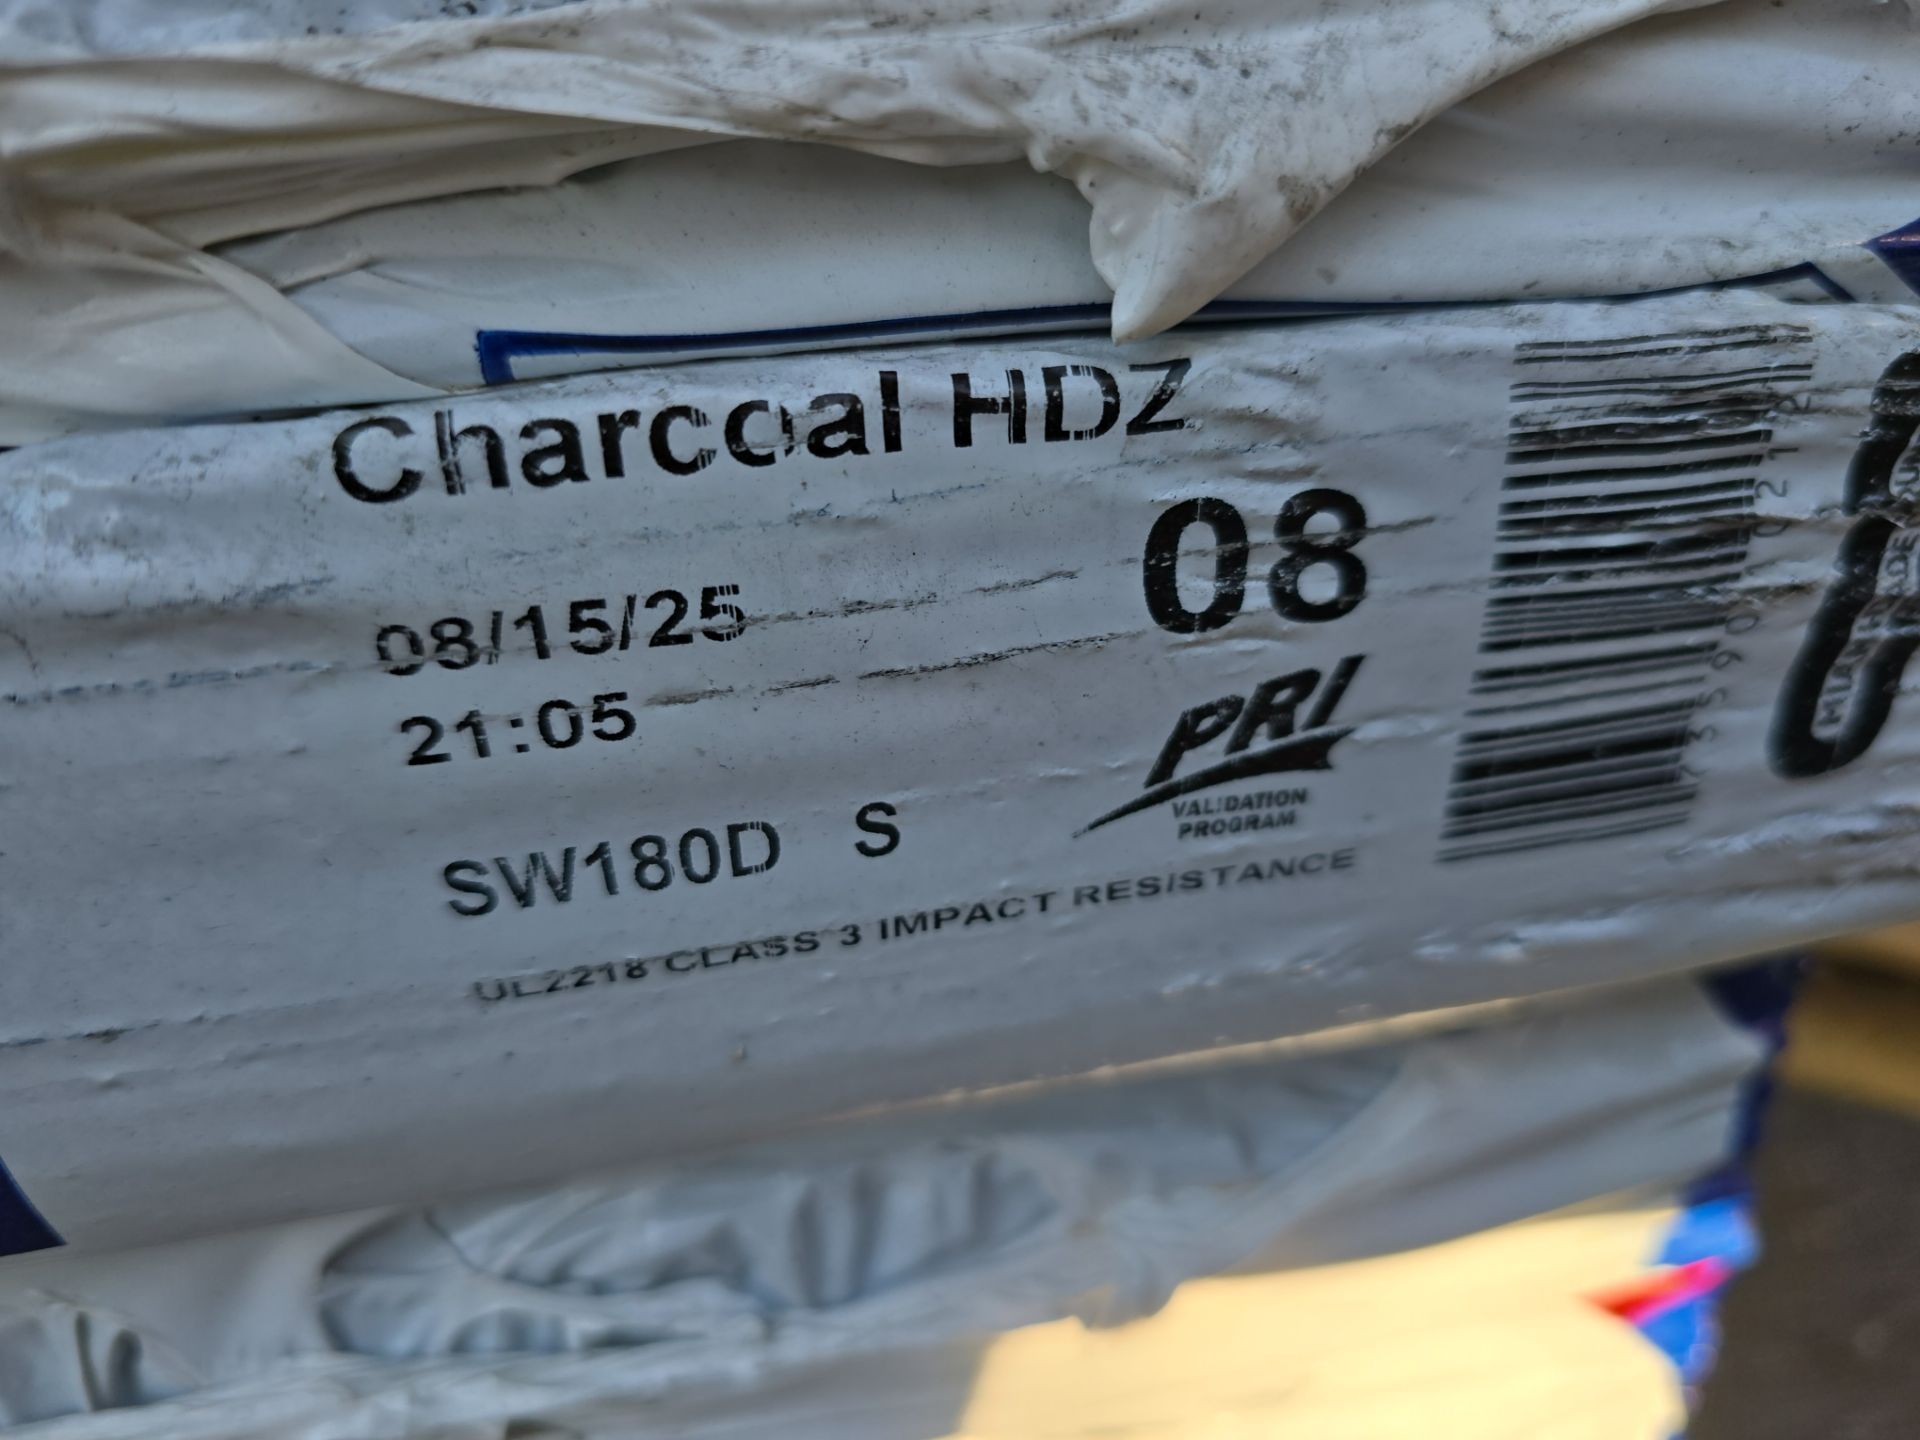 Charcoal HDZ
08
08/15/25
21:05
PRI
VALIDATION
PROGRAM
SW180D S
UL2218 CLASS 3 IMPACT RESISTANCE